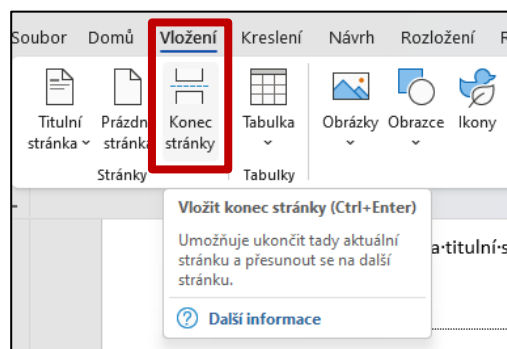 Soubor Domů Vložení Kreslení Návrh Rozložení
Titulní Prázdn Konec Tabulka Obrázky Obrazce Ikony
stránka stránka stránky
Stránky Tabulky
Vložit konec stránky (Ctrl+Enter)
Umožňuje ukončit tady aktuální
stránku a přesunout se na další
stránku.
Další informace
a·titulní·s